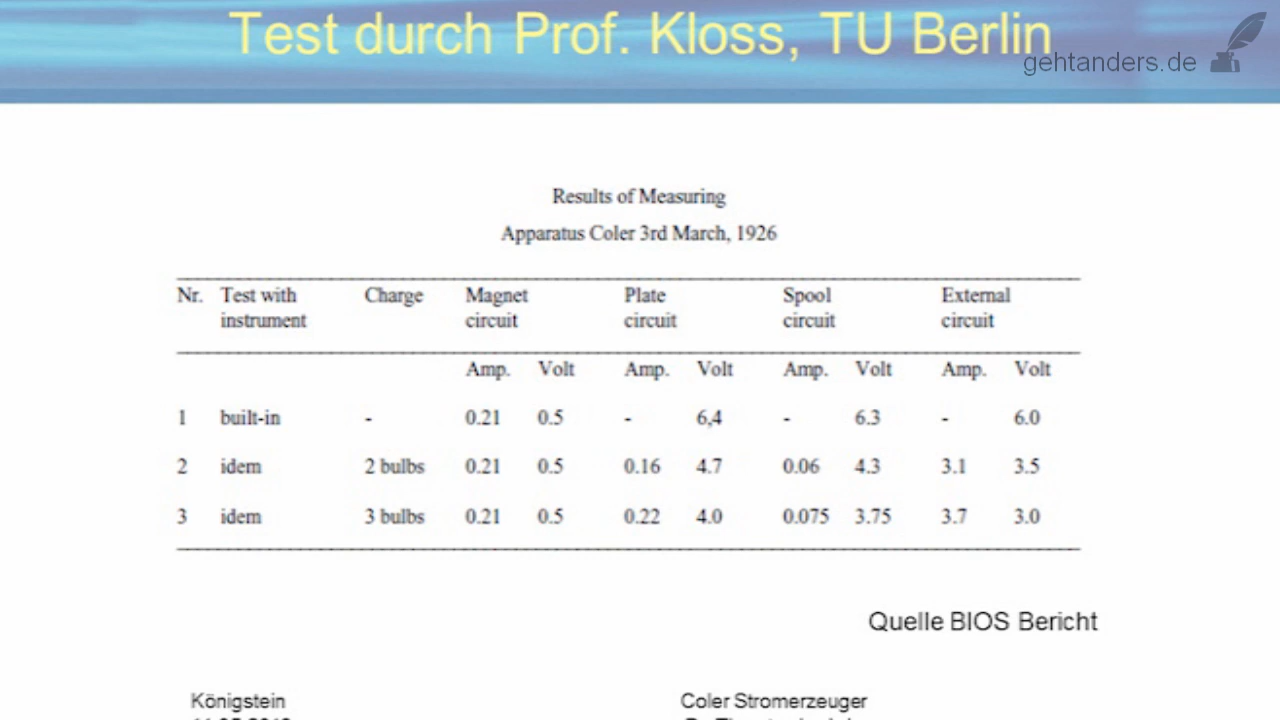 Test durch Prof. Kloss, TU Berlin
gehtanders.de
Results of Measuring
Apparatus Coler 3rd March, 1926
Nr. Test with instrument Charge Magnet circuit Plate circuit Spool circuit External circuit
Amp. Volt Amp. Volt Amp. Volt Amp. Volt
1 built-in - 0.21 0.5 - 6,4 - 6.3 - 6.0
2 idem 2 bulbs 0.21 0.5 0.16 4.7 0.06 4.3 3.1 3.5
3 idem 3 bulbs 0.21 0.5 0.22 4.0 0.075 3.75 3.7 3.0
Quelle BIOS Bericht
Königstein
Coler Stromerzeuger